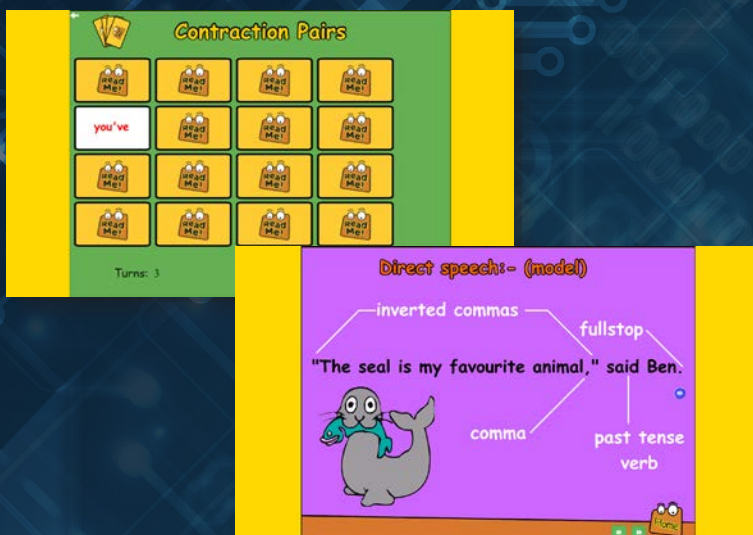 Contraction Pairs
Read Me! Read Me! Read Me! Read Me!
you've Read Me! Read Me! Read Me!
Read Me! Read Me! Read Me! Read Me!
Read Me! Read Me! Read Me! Read Me!
Turns: 3
Direct speech:- (model)
inverted commas
fullstop
"The seal is my favourite animal," said Ben.
comma
past tense
verb
Home